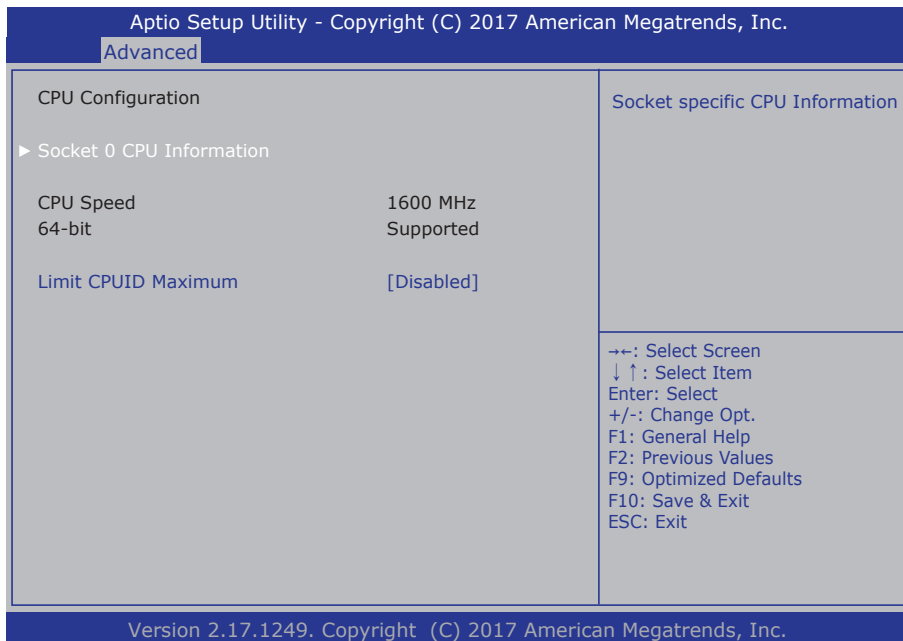 Aptio Setup Utility - Copyright (C) 2017 American Megatrends, Inc.
Advanced
CPU Configuration
► Socket 0 CPU Information
CPU Speed 1600 MHz
64-bit Supported
Limit CPUID Maximum [Disabled]
Socket specific CPU Information
→←: Select Screen
↓↑: Select Item
Enter: Select
+/-: Change Opt.
F1: General Help
F2: Previous Values
F9: Optimized Defaults
F10: Save & Exit
ESC: Exit
Version 2.17.1249. Copyright (C) 2017 American Megatrends, Inc.